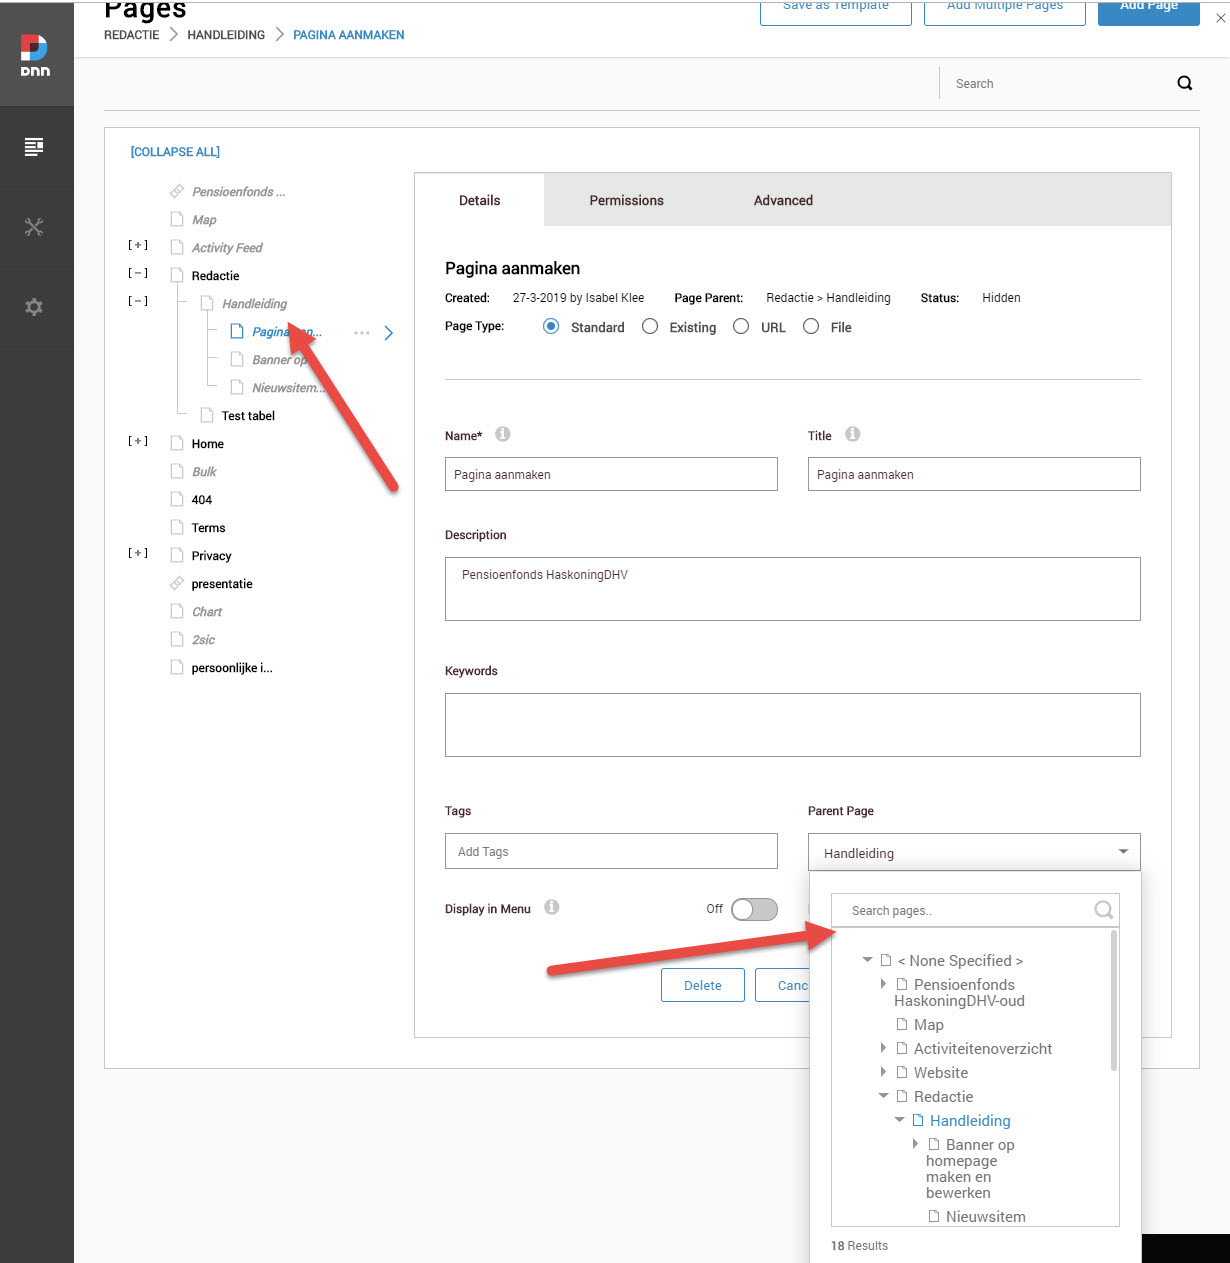 Pages
Save as Template
Add Multiple Pages
Add Page
REDACTIE
HANDLEIDING
PAGINA AANMAKEN
dnn
Search
[COLLAPSE ALL]
Pensioenfonds ...
Map
[+] Activity Feed
[−] Redactie
[−] Handleiding
...
Banner op
Nieuwsitem...
Test tabel
[+] Home
Bulk
404
Terms
[+] Privacy
presentatie
Chart
2sic
persoonlijke i...
Details
Permissions
Advanced
Pagina aanmaken
Created: 27-3-2019 by Isabel Klee Page Parent: Redactie > Handleiding Status: Hidden
Page Type: Standard Existing URL File
Name*
Title
Pagina aanmaken
Pagina aanmaken
Description
Pensioenfonds HaskoningDHV
Keywords
Tags
Parent Page
Add Tags
Handleiding
Display in Menu
Off
Delete
Canc
Search pages..
< None Specified >
Pensioenfonds
HaskoningDHV-oud
Map
Activiteitenoverzicht
Website
Redactie
Handleiding
Banner op
homepage
maken en
bewerken
Nieuwsitem
18 Results